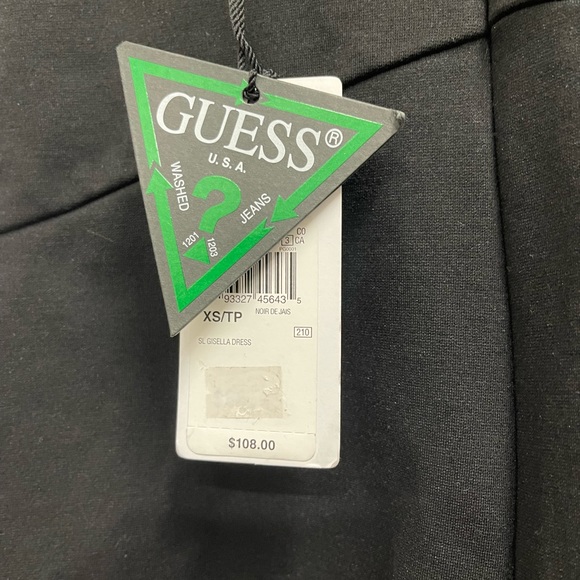 GUESS®
U.S.A.
WASHED
?
JEANS
1201
1203
CO
3 CA
93327 45643 5
XS/TP NOIR DE JAIS
210
SL GISELLA DRESS
$108.00